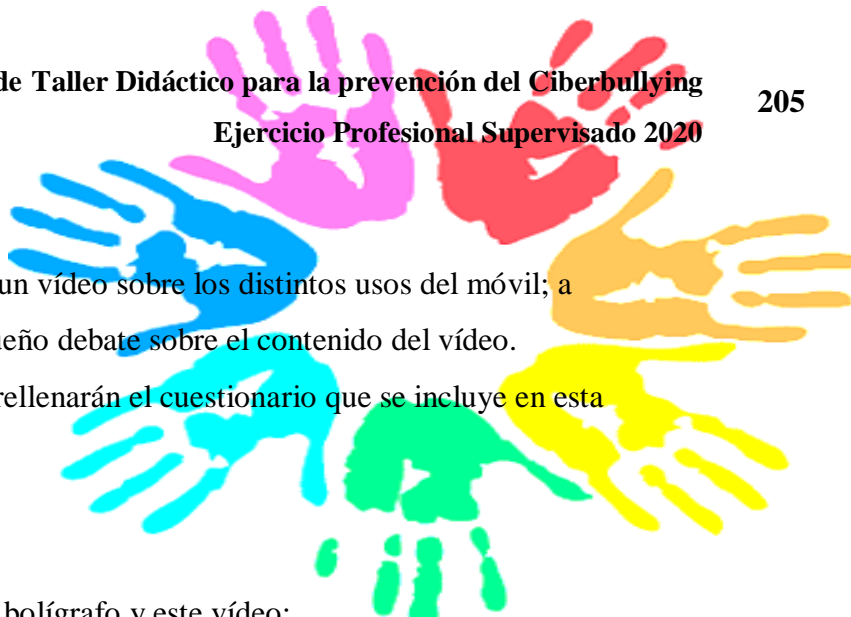 de Taller Didáctico para la prevención del Ciberbullying
205
Ejercicio Profesional Supervisado 2020
un vídeo sobre los distintos usos del móvil; a
debate sobre el contenido del vídeo.
rellenarán el cuestionario que se incluye en esta
bolígrafo y este vídeo: